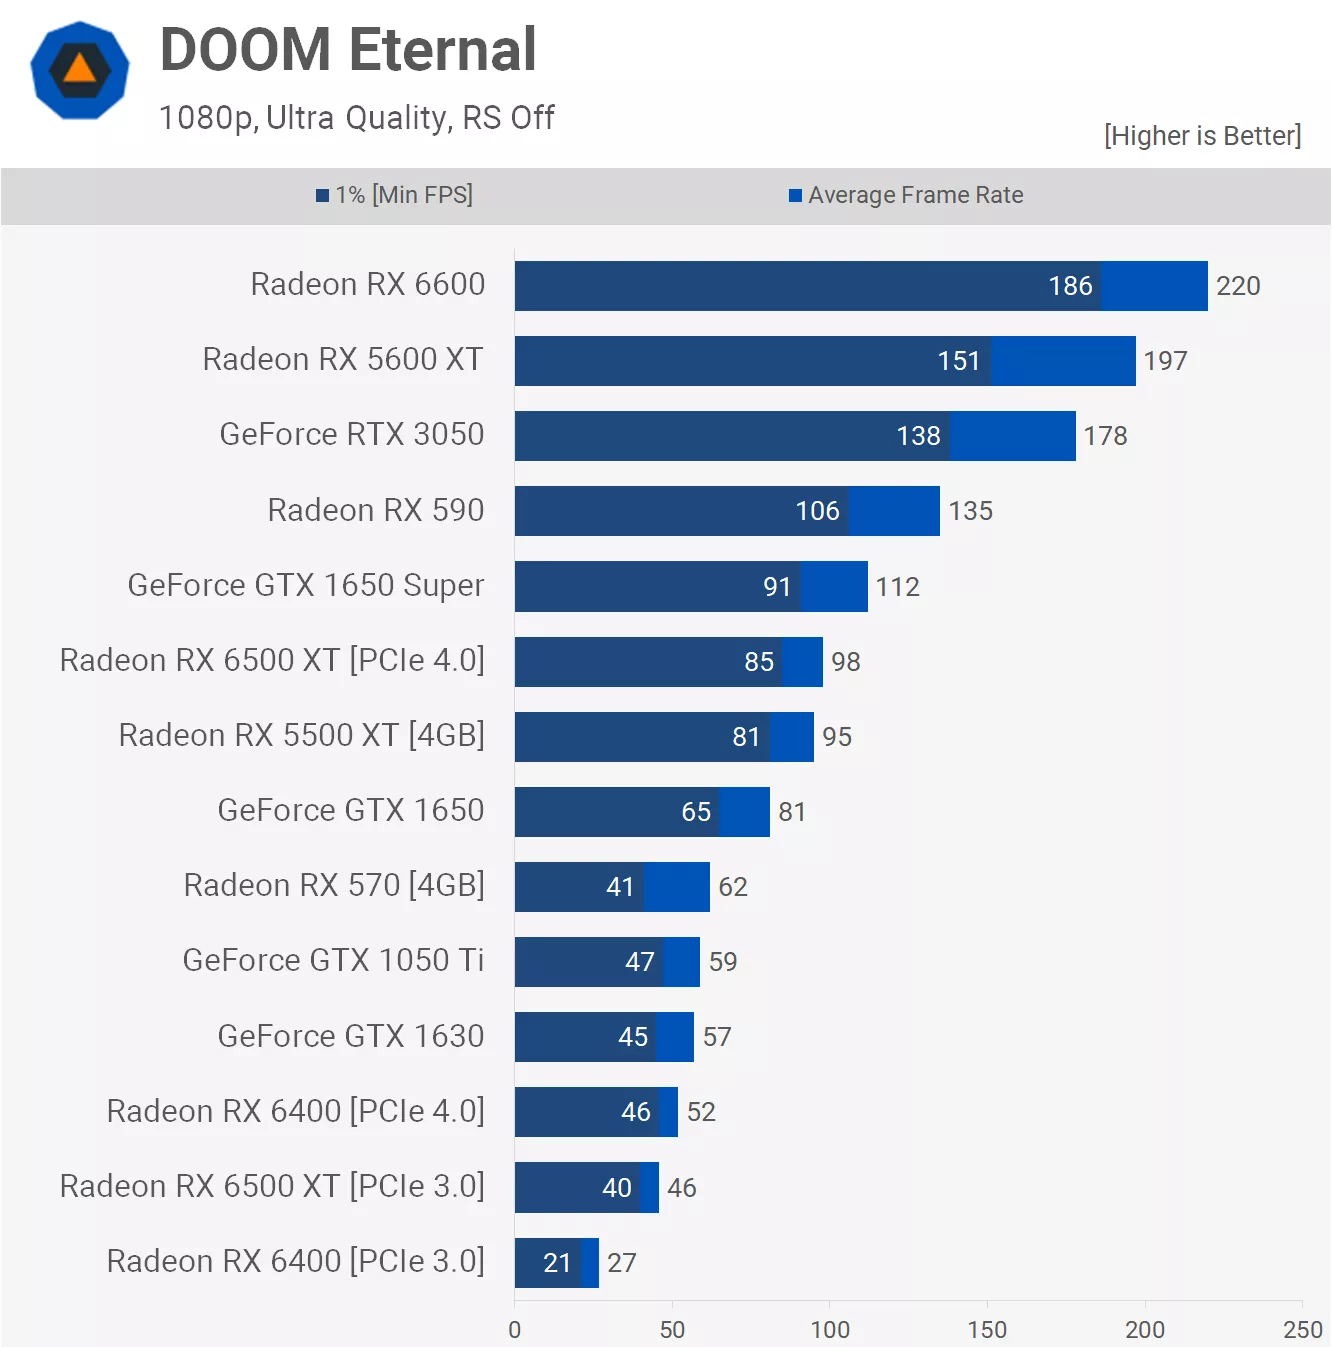 DOOM Eternal
1080p, Ultra Quality, RS Off
[Higher is Better]
1% [Min FPS] Average Frame Rate
Radeon RX 6600 186 220
Radeon RX 5600 XT 151 197
GeForce RTX 3050 138 178
Radeon RX 590 106 135
GeForce GTX 1650 Super 91 112
Radeon RX 6500 XT [PCIe 4.0] 85 98
Radeon RX 5500 XT [4GB] 81 95
GeForce GTX 1650 65 81
Radeon RX 570 [4GB] 41 62
GeForce GTX 1050 Ti 47 59
GeForce GTX 1630 45 57
Radeon RX 6400 [PCIe 4.0] 46 52
Radeon RX 6500 XT [PCIe 3.0] 40 46
Radeon RX 6400 [PCIe 3.0] 21 27
0 50 100 150 200 250